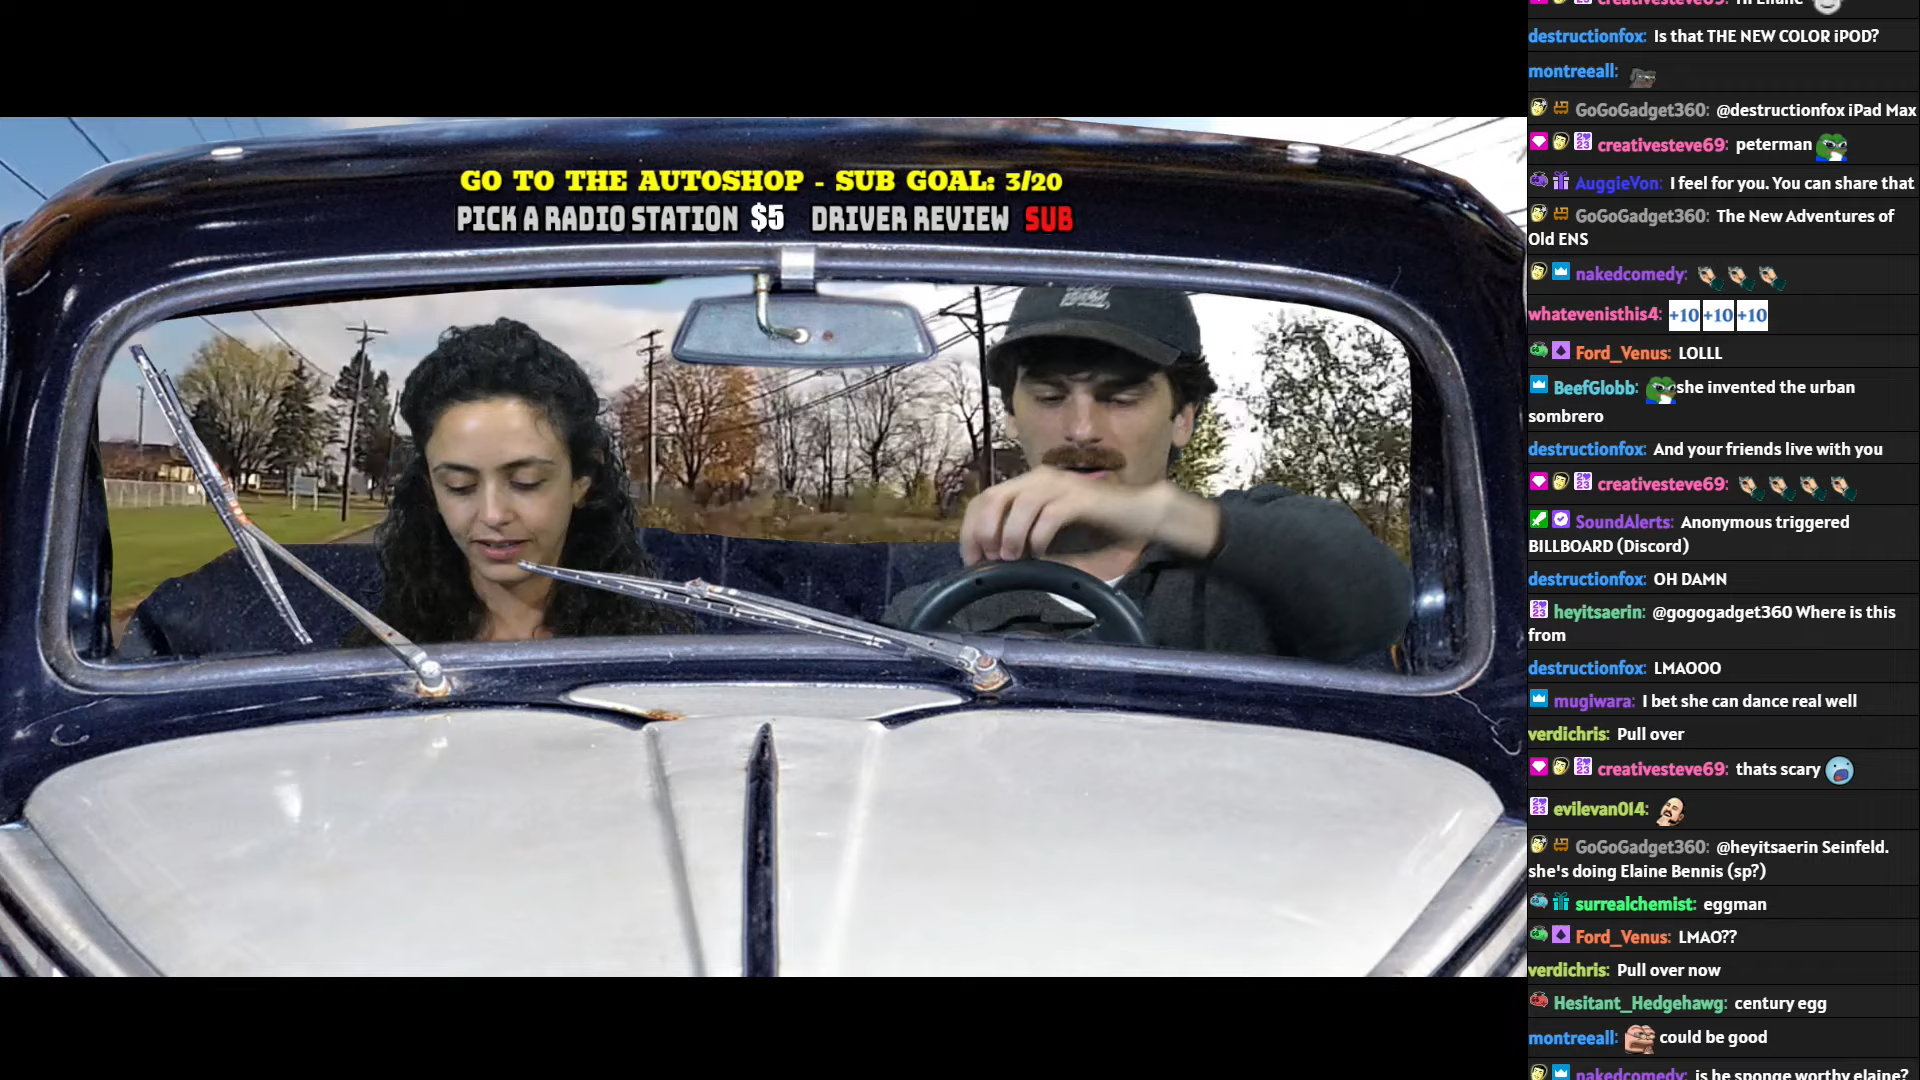 GO TO THE AUTOSHOP - SUB GOAL: 3/20
PICK A RADIO STATION $5 DRIVER REVIEW SUB
destructionfox: Is that THE NEW COLOR iPOD?
montreeall:
GoGoGadget360: @destructionfox iPad Max
creativesteve69: peterman
AuggieVon: I feel for you. You can share that
GoGoGadget360: The New Adventures of
Old ENS
nakedcomedy:
whatevenisthis4: +10 +10 +10
Ford_Venus: LOLLL
BeefGlobb: she invented the urban
sombrero
destructionfox: And your friends live with you
creativesteve69:
SoundAlerts: Anonymous triggered
BILLBOARD (Discord)
destructionfox: OH DAMN
heyitsaerin: @gogogadget360 Where is this
from
destructionfox: LMAOOO
mugiwara: I bet she can dance real well
verdichris: Pull over
creativesteve69: thats scary
evilevan014:
GoGoGadget360: @heyitsaerin Seinfeld.
she's doing Elaine Bennis (sp?)
surrealchemist: eggman
Ford_Venus: LMAO??
verdichris: Pull over now
Hesitant_Hedgehawg: century egg
montreeall: could be good
nakedcomedy: is he sponge worthy elaine?